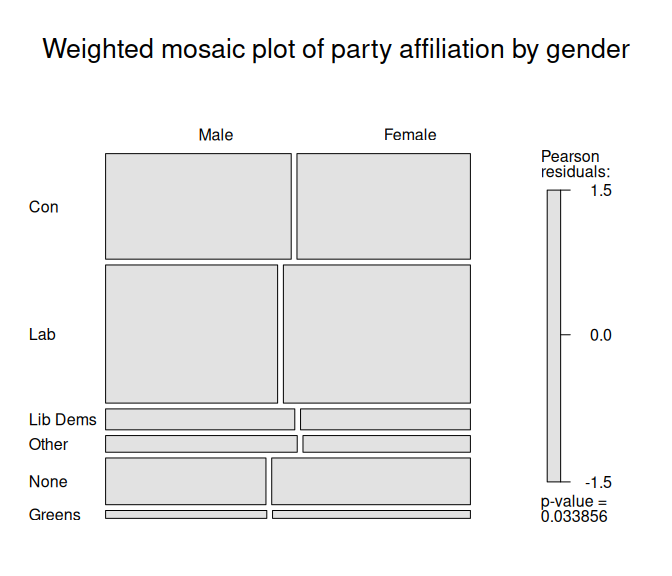 Weighted mosaic plot of party affiliation by gender
Male Female
Pearson
residuals:
1.5
Con
Lab
0.0
Lib Dems
Other
None
-1.5
p-value =
0.033856
Greens